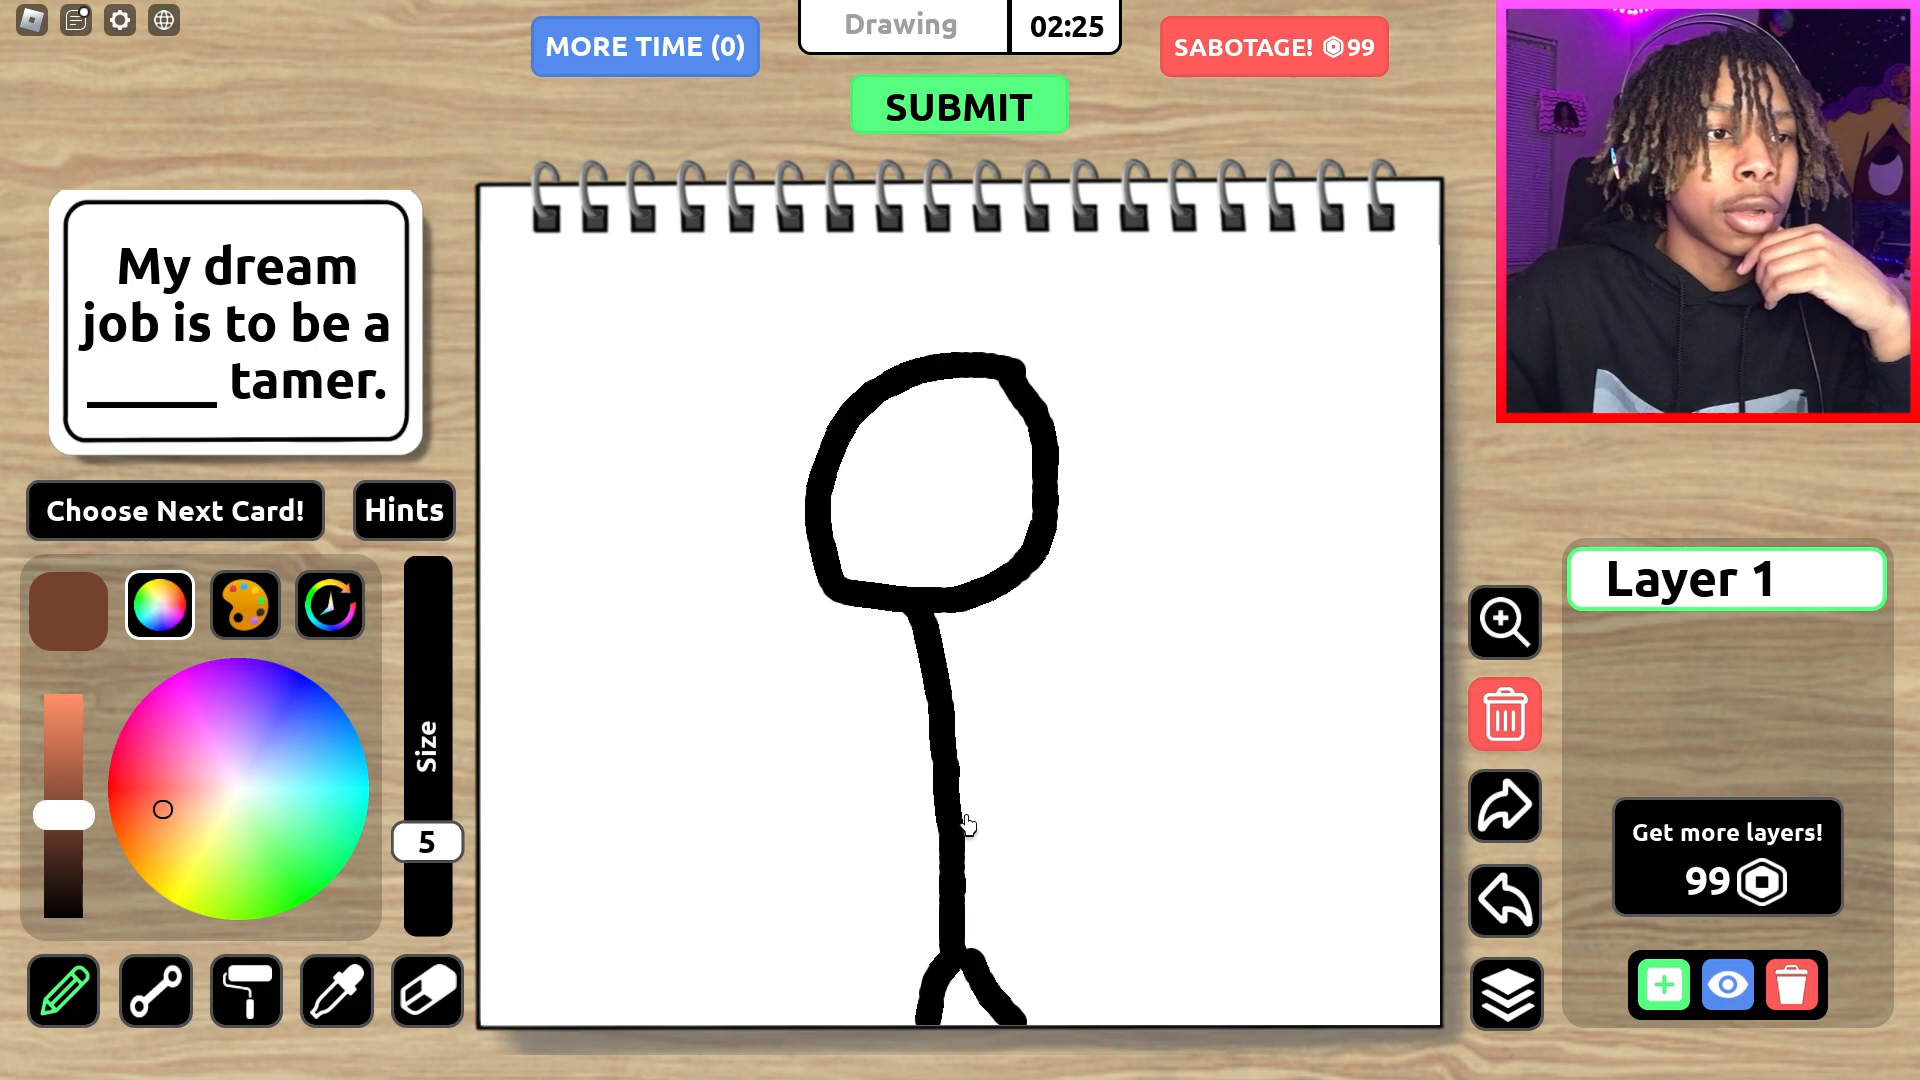 MORE TIME (0)
Drawing
02:25
SABOTAGE! 99
SUBMIT
My dream
job is to be a
_____ tamer.
Choose Next Card!
Hints
Size
5
Layer 1
Get more layers!
99